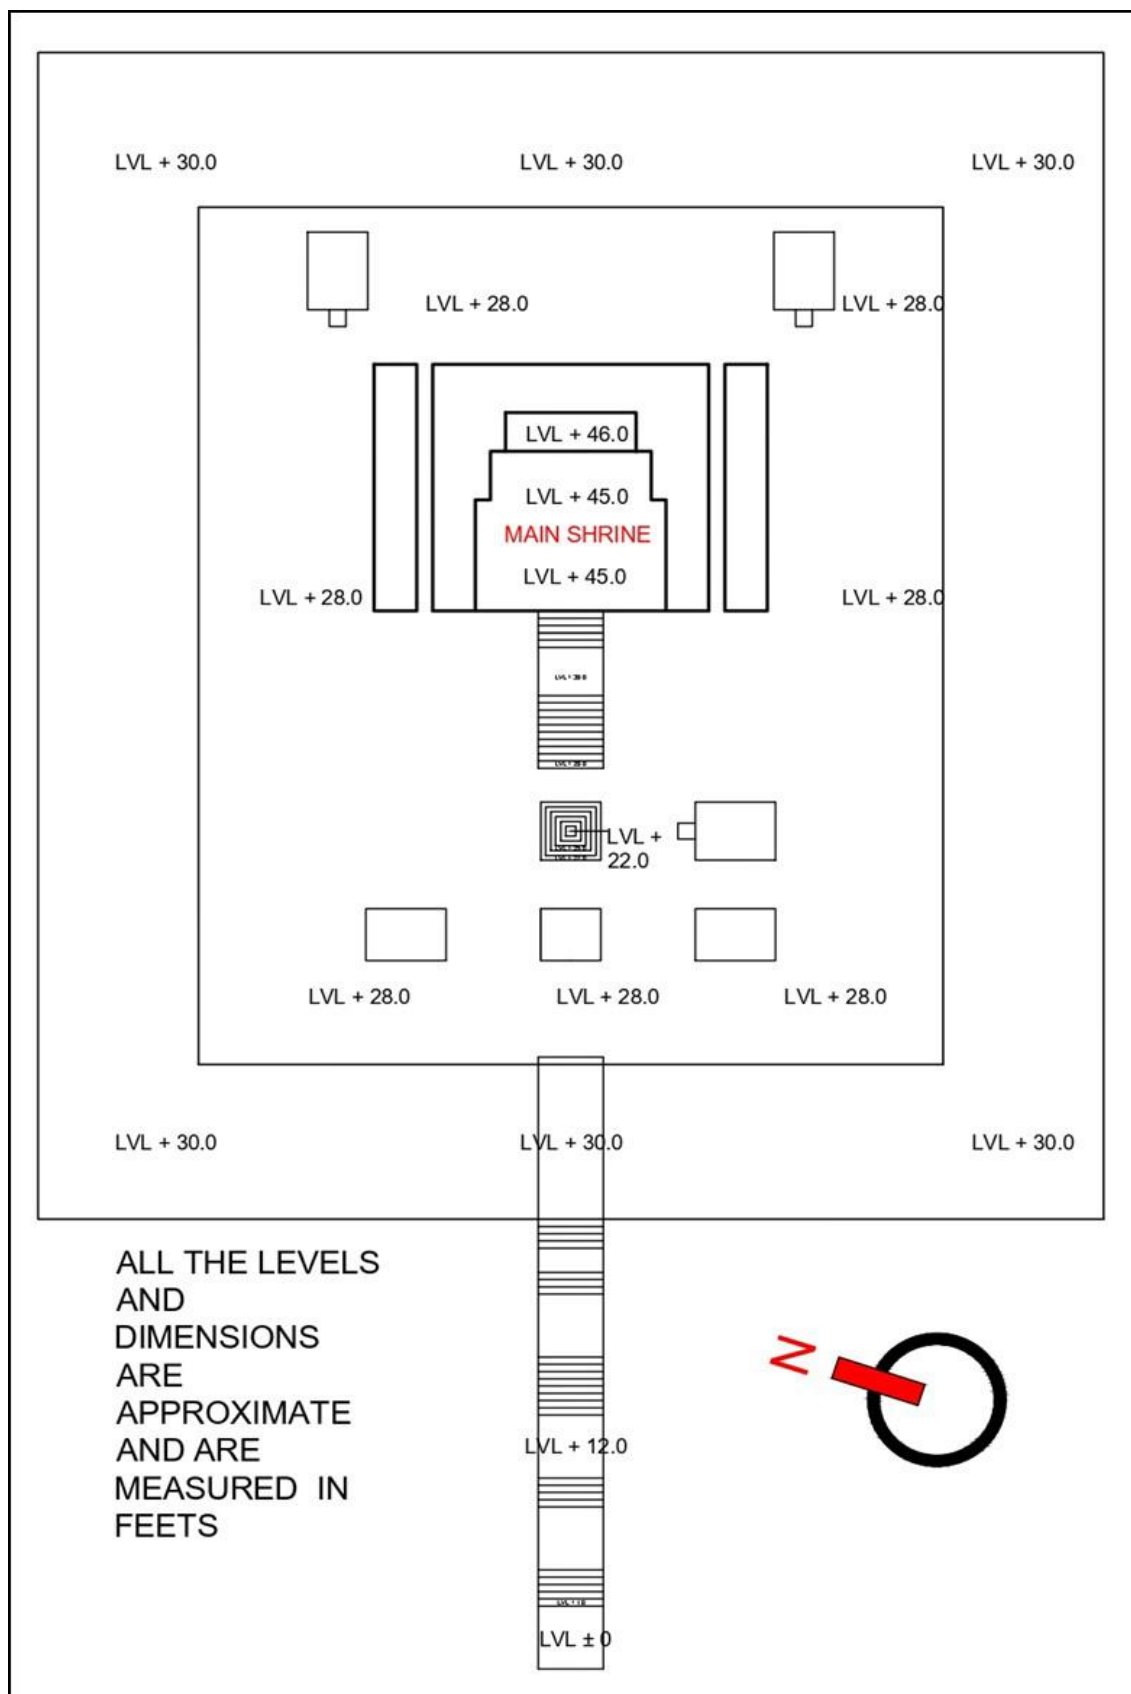 LVL + 30.0
LVL + 30.0
LVL + 30.0
LVL + 28.0
LVL + 28.0
LVL + 46.0
LVL + 45.0
MAIN SHRINE
LVL + 45.0
LVL + 28.0
LVL + 28.0
LVL +
22.0
LVL + 28.0
LVL + 28.0
LVL + 28.0
LVL + 30.0
LVL + 30.0
LVL + 30.0
ALL THE LEVELS
AND
DIMENSIONS
ARE
APPROXIMATE
AND ARE
MEASURED IN
FEETS
N
LVL + 12.0
LVL ± 0